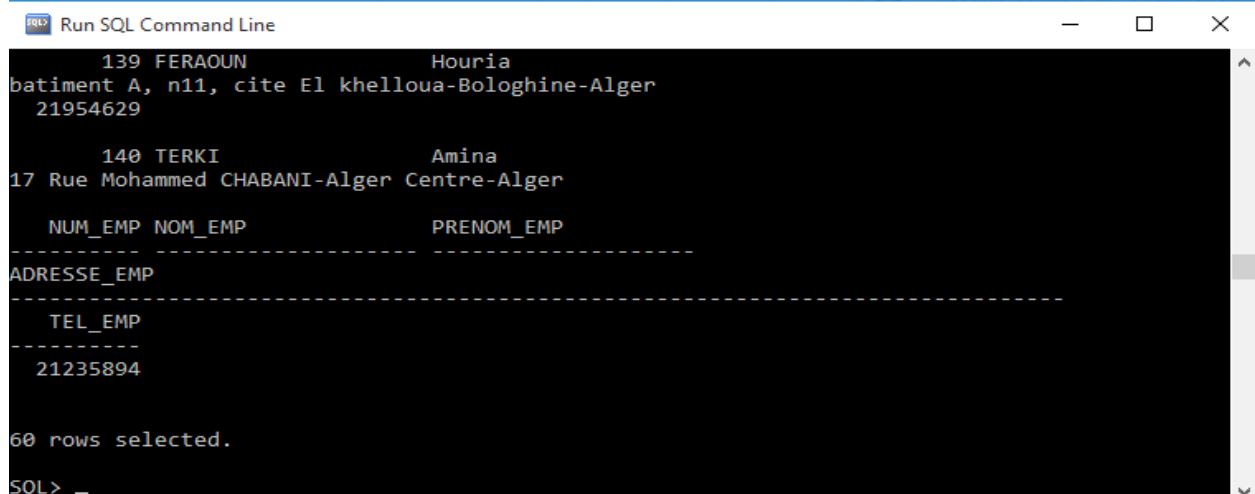 SQL> Run SQL Command Line
139 FERAOUN Houria
batiment A, n11, cite El khelloua-Bologhine-Alger
21954629
140 TERKI Amina
17 Rue Mohammed CHABANI-Alger Centre-Alger
NUM_EMP NOM_EMP PRENOM_EMP
---------- -------------------- --------------------
ADRESSE_EMP
--------------------------------------------------------------------------------
TEL_EMP
----------
21235894
60 rows selected.
SQL> _